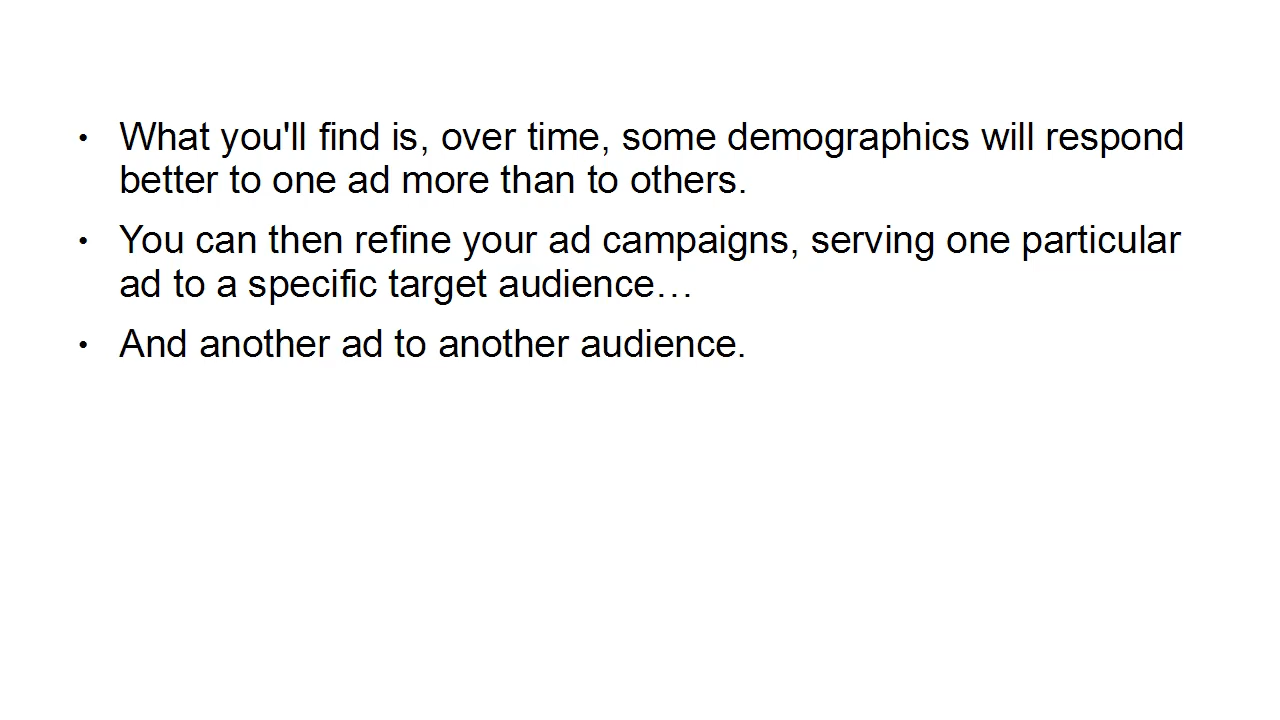 • What you'll find is, over time, some demographics will respond
better to one ad more than to others.
• You can then refine your ad campaigns, serving one particular
ad to a specific target audience…
• And another ad to another audience.